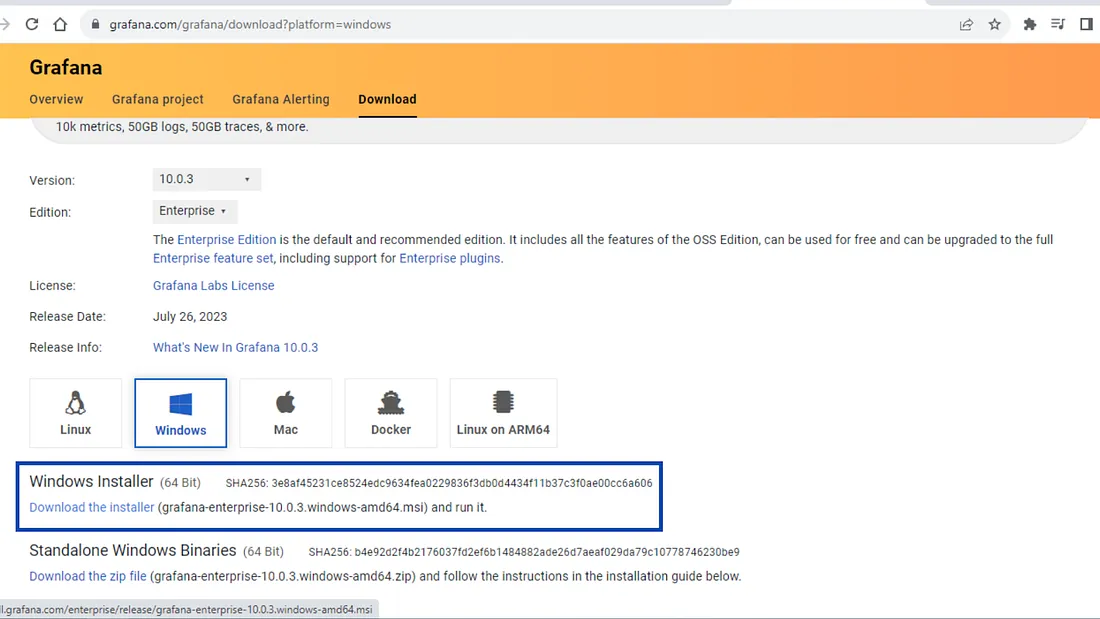 grafana.com/grafana/download?platform=windows
Grafana
Overview Grafana project Grafana Alerting Download
10k metrics, 50GB logs, 50GB traces, & more.
Version: 10.0.3
Edition: Enterprise
The Enterprise Edition is the default and recommended edition. It includes all the features of the OSS Edition, can be used for free and can be upgraded to the full
Enterprise feature set, including support for Enterprise plugins.
License: Grafana Labs License
Release Date: July 26, 2023
Release Info: What's New In Grafana 10.0.3
Linux Windows Mac Docker Linux on ARM64
Windows Installer (64 Bit) SHA256: 3e8af45231ce8524edc9634fea0229836f3db0d4434f11b37c3f0ae00cc6a606
Download the installer (grafana-enterprise-10.0.3.windows-amd64.msi) and run it.
Standalone Windows Binaries (64 Bit) SHA256: b4e92d2f4b2176037fd2ef6b1484882ade26d7aeaf029da79c10778746230be9
Download the zip file (grafana-enterprise-10.0.3.windows-amd64.zip) and follow the instructions in the installation guide below.
l.grafana.com/enterprise/release/grafana-enterprise-10.0.3.windows-amd64.msi